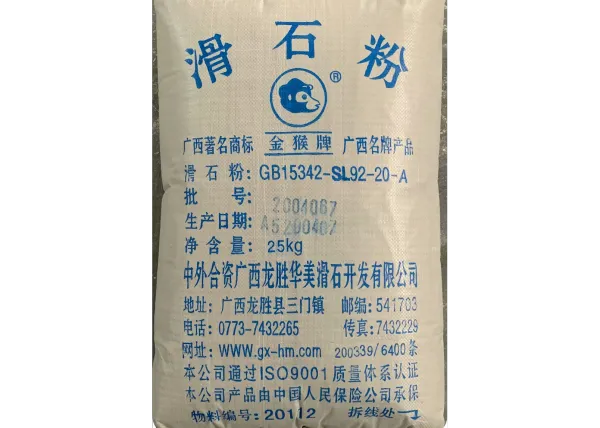 滑石粉
®
广西著名商标 金猴牌 广西名牌产品
滑石粉: GB15342-SL92-20-A
批 号: 2004067
生产日期: A5200407
净含量: 25kg
中外合资广西龙胜华美滑石开发有限公司
地址: 广西龙胜县三门镇 邮编: 541703
电话: 0773-7432265 传真: 7432229
网址: WWW.gx-hm.com 200339/6400条
本公司通过ISO9001质量体系认证
本公司产品由中国人民保险公司承保
物料编号: 20112 拆线处